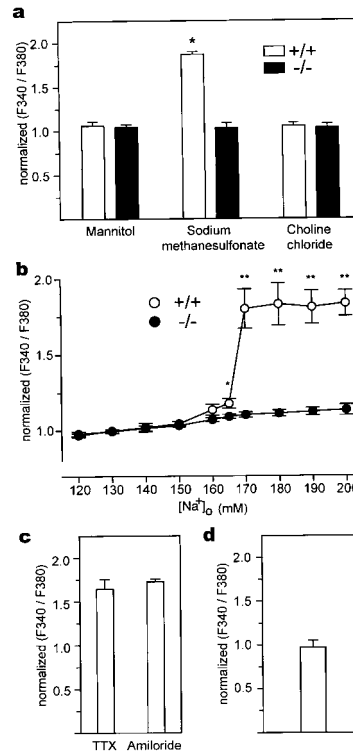 a
normalized (F340 / F380)
2.0
1.5
1.0
0.5
*
+/+
-/-
Mannitol
Sodium
methanesulfonate
Choline
chloride
b
normalized (F340 / F380)
2.0
1.5
1.0
+/+
-/-
*
** ** ** **
120 130 140 150 160 170 180 190 200
[Na+]o (mM)
c
normalized (F340 / F380)
2.0
1.5
1.0
0.5
TTX Amiloride
d
normalized (F340 / F380)
2.0
1.5
1.0
0.5